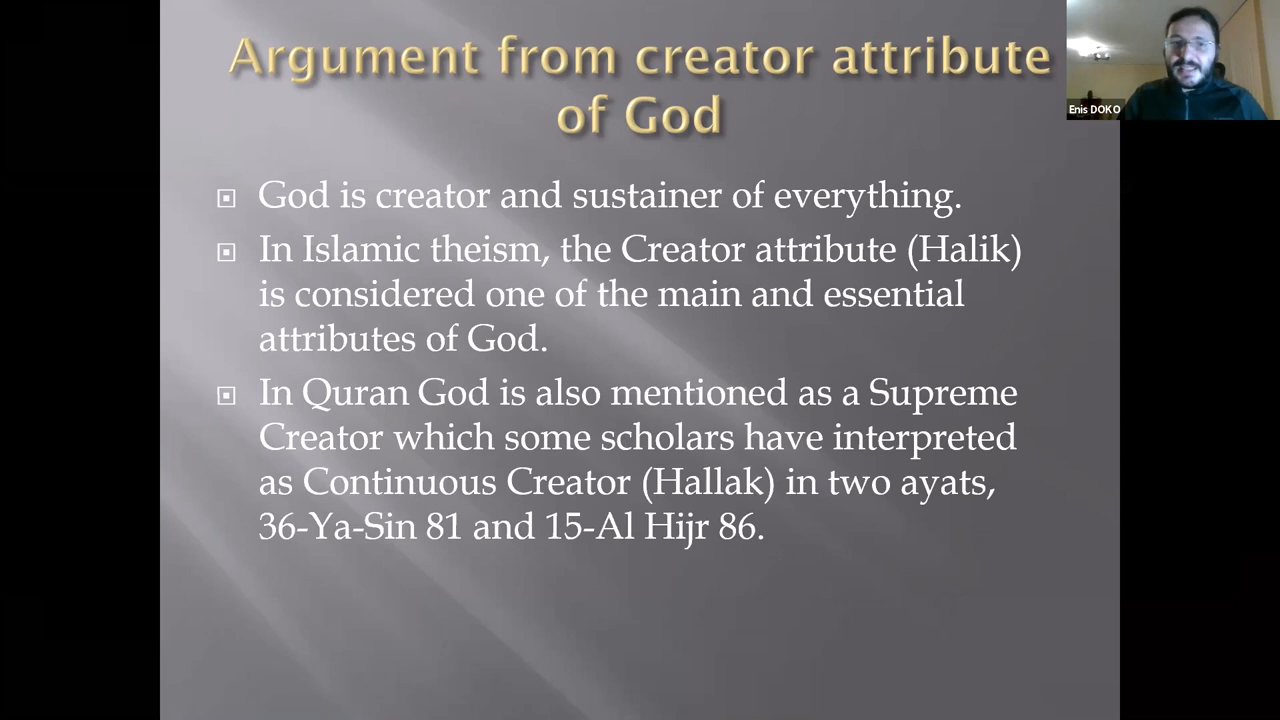 Argument from creator attribute
of God
Enis DOKO
God is creator and sustainer of everything.
In Islamic theism, the Creator attribute (Halik)
is considered one of the main and essential
attributes of God.
In Quran God is also mentioned as a Supreme
Creator which some scholars have interpreted
as Continuous Creator (Hallak) in two ayats,
36-Ya-Sin 81 and 15-Al Hijr 86.